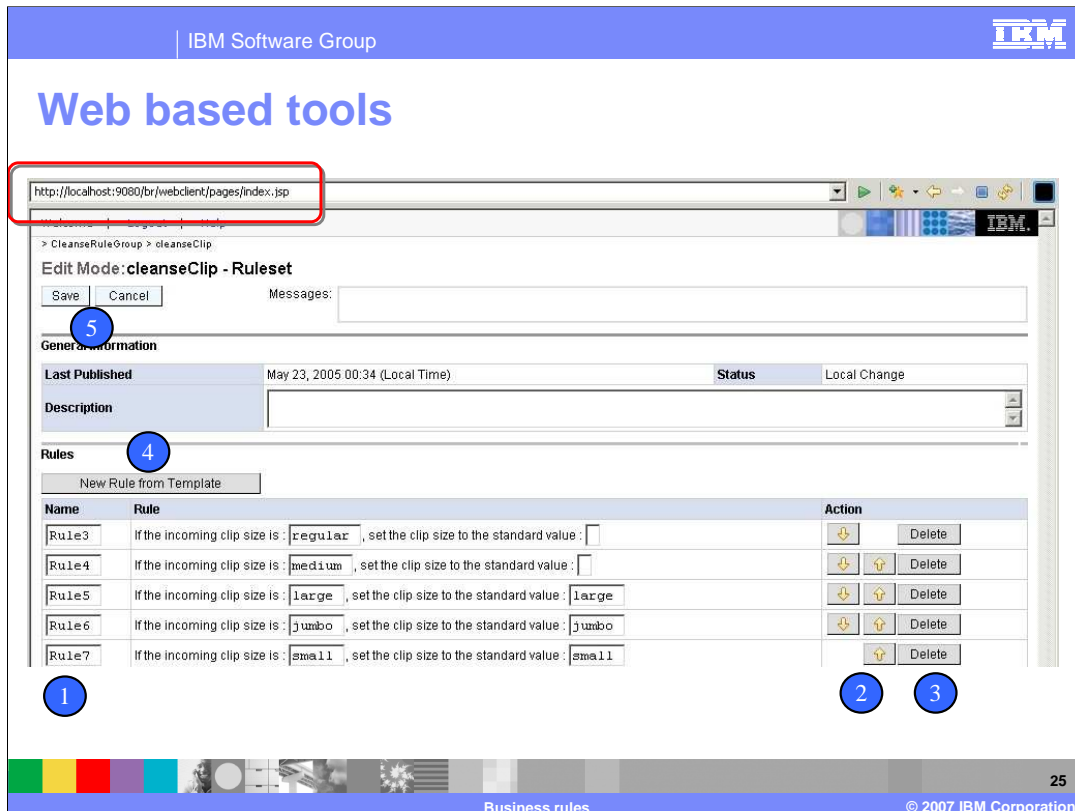 IBM Software Group
IBM
Web based tools
http://localhost:9080/br/webclient/pages/index.jsp
IBM.
> CleanseRuleGroup > cleanseClip
Edit Mode:cleanseClip - Ruleset
Save Cancel Messages:
5
General Information
Last Published May 23, 2005 00:34 (Local Time) Status Local Change
Description
Rules 4
New Rule from Template
Name Rule Action
Rule3 If the incoming clip size is : regular , set the clip size to the standard value : Delete
Rule4 If the incoming clip size is : medium , set the clip size to the standard value : Delete
Rule5 If the incoming clip size is : large , set the clip size to the standard value : large Delete
Rule6 If the incoming clip size is : jumbo , set the clip size to the standard value : jumbo Delete
Rule7 If the incoming clip size is : small , set the clip size to the standard value : small Delete
1 2 3
25
Business rules © 2007 IBM Corporation